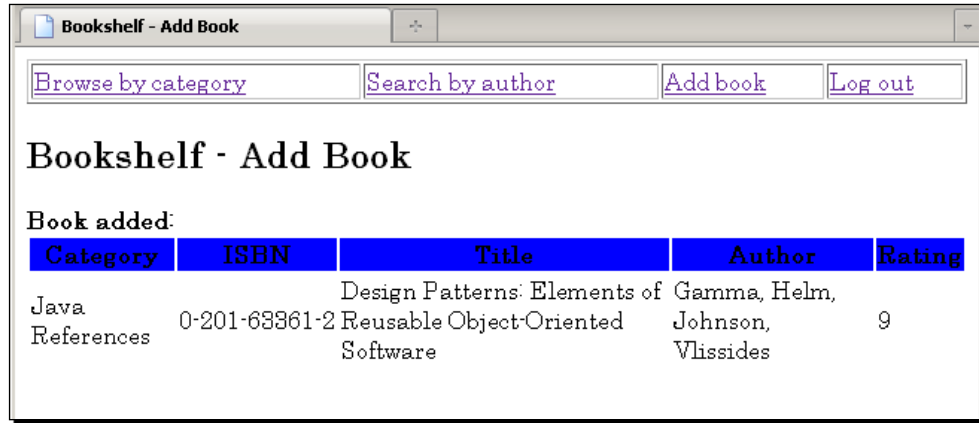 Bookshelf - Add Book
Browse by category Search by author Add book Log out
Bookshelf - Add Book
Book added:
Category ISBN Title Author Rating
Java References 0-201-63361-2 Design Patterns: Elements of Reusable Object-Oriented Software Gamma, Helm, Johnson, Vlissides 9